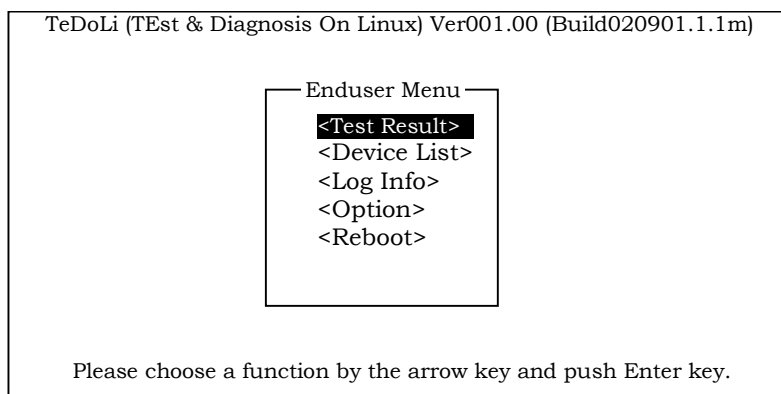 TeDoLi (TEst & Diagnosis On Linux) Ver001.00 (Build020901.1.1m)
Enduser Menu
<Test Result>
<Device List>
<Log Info>
<Option>
<Reboot>
Please choose a function by the arrow key and push Enter key.